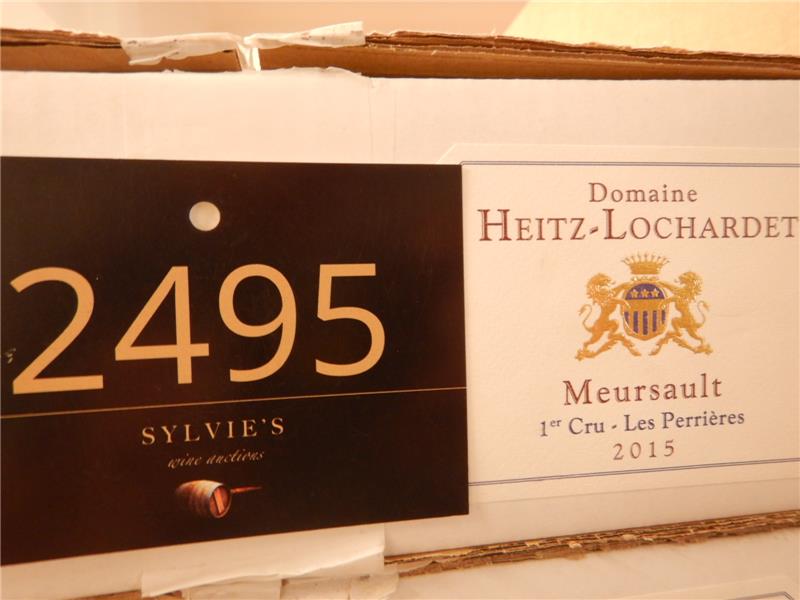 2495
SYLVIE'S
wine auctions
Domaine
HEITZ-LOCHARDET
Meursault
1er Cru - Les Perrières
2015